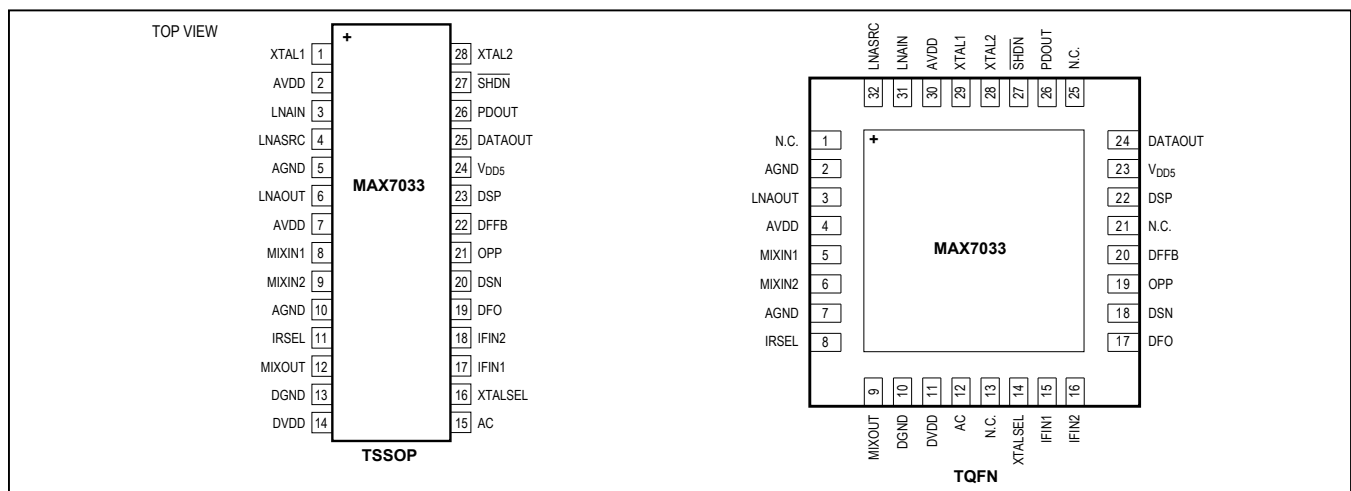 TOP VIEW
+
XTAL1 1
AVDD 2
LNAIN 3
LNASRC 4
AGND 5
LNAOUT 6
AVDD 7
MIXIN1 8
MIXIN2 9
AGND 10
IRSEL 11
MIXOUT 12
DGND 13
DVDD 14
MAX7033
28 XTAL2
27 S̅H̅D̅N̅
26 PDOUT
25 DATAOUT
24 VDD5
23 DSP
22 DFFB
21 OPP
20 DSN
19 DFO
18 IFIN2
17 IFIN1
16 XTALSEL
15 AC
TSSOP
LNASRC LNAIN AVDD XTAL1 XTAL2 S̅H̅D̅N̅ PDOUT N.C.
32 31 30 29 28 27 26 25
+
N.C. 1
AGND 2
LNAOUT 3
AVDD 4
MIXIN1 5
MIXIN2 6
AGND 7
IRSEL 8
MAX7033
24 DATAOUT
23 VDD5
22 DSP
21 N.C.
20 DFFB
19 OPP
18 DSN
17 DFO
9 10 11 12 13 14 15 16
MIXOUT DGND DVDD AC N.C. XTALSEL IFIN1 IFIN2
TQFN